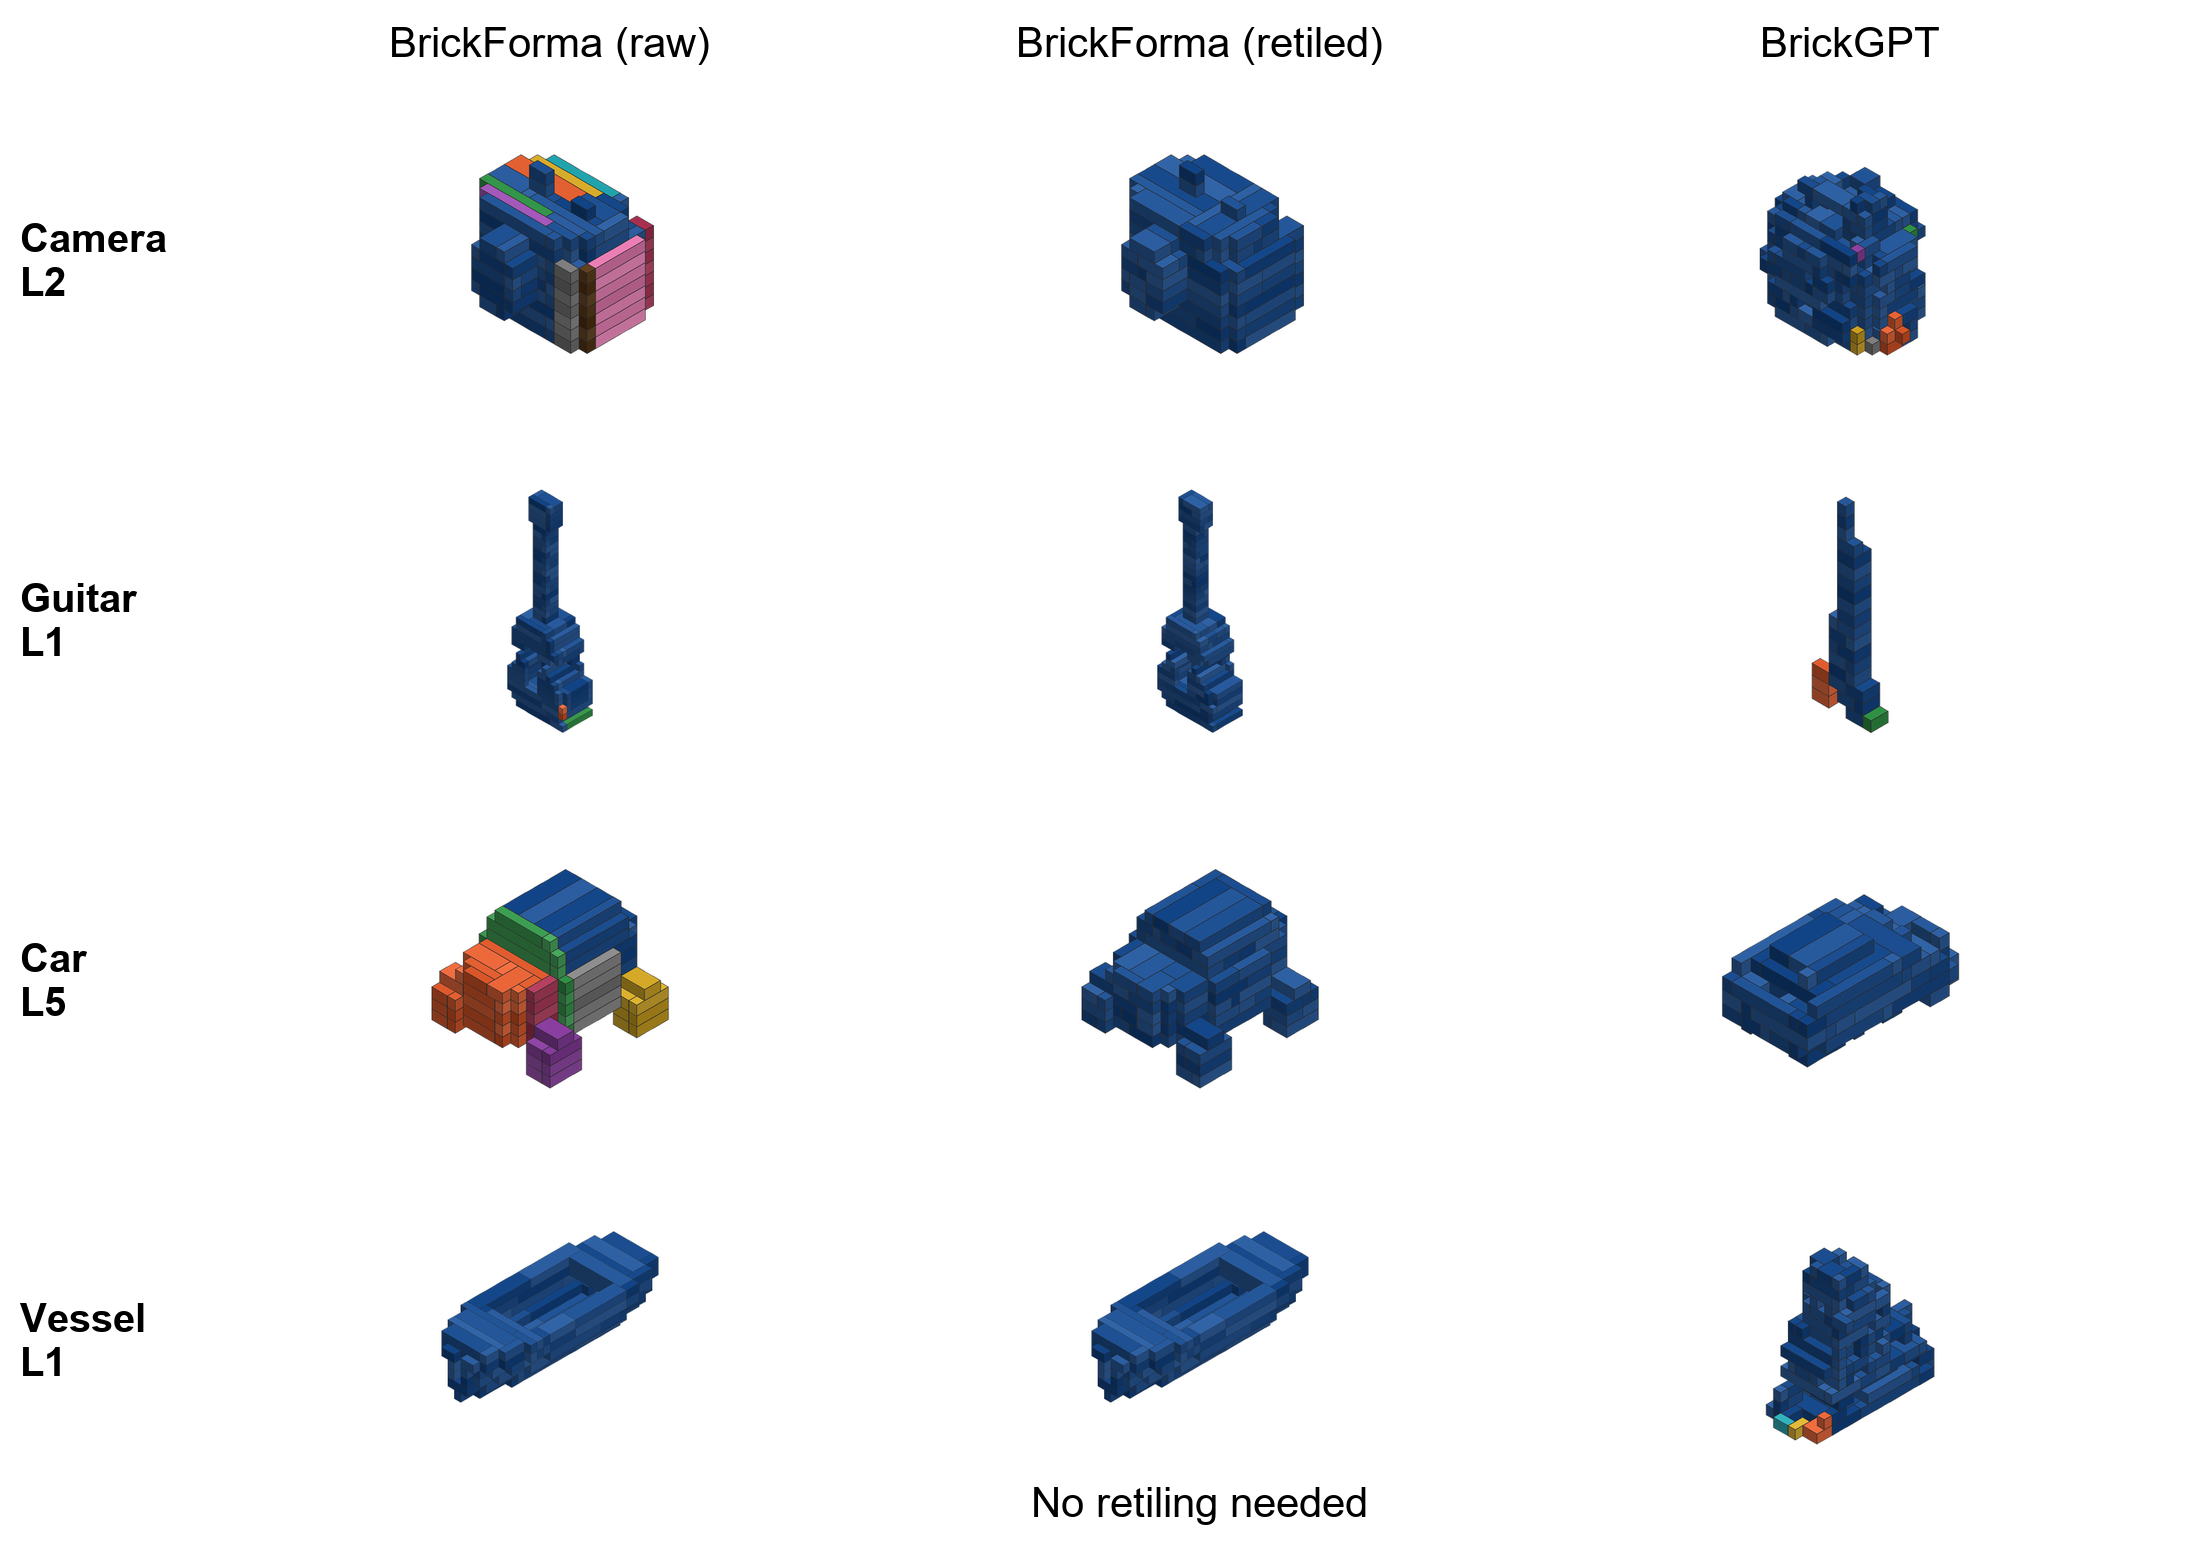 BrickForma (raw)
BrickForma (retiled)
BrickGPT
Camera
L2
Guitar
L1
Car
L5
Vessel
L1
No retiling needed